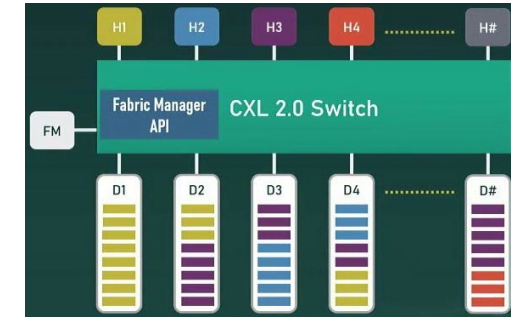 H1 H2 H3 H4 H#
Fabric Manager
API
CXL 2.0 Switch
FM
D1 D2 D3 D4 D#